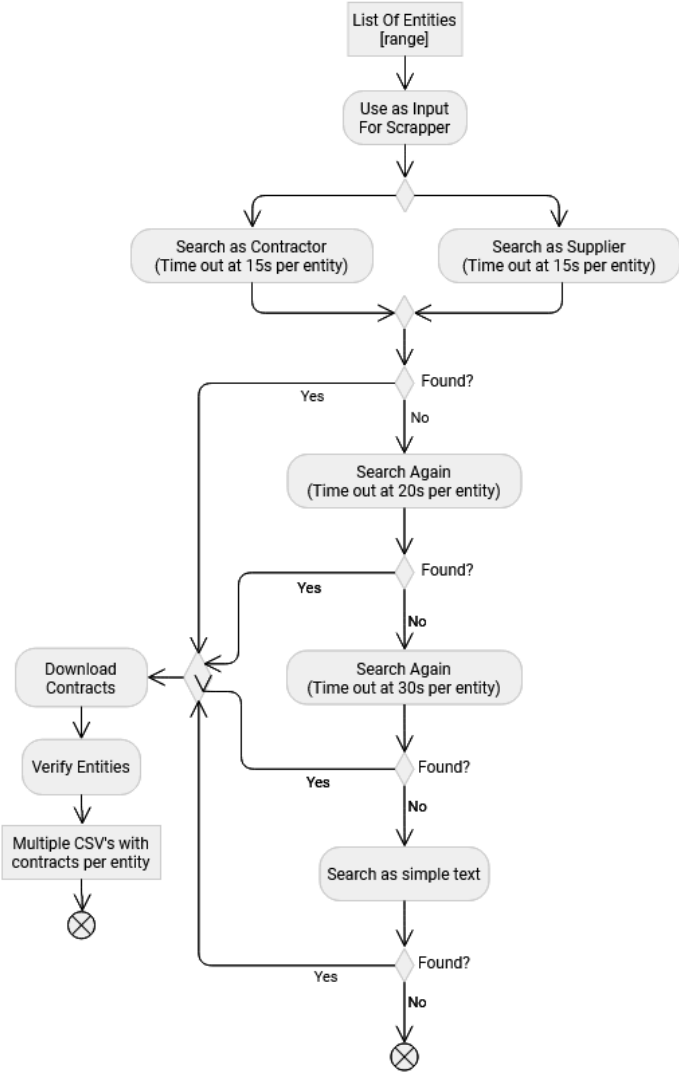 List Of Entities
[range]
Use as Input
For Scrapper
Search as Contractor
(Time out at 15s per entity)
Search as Supplier
(Time out at 15s per entity)
Found?
Yes
No
Search Again
(Time out at 20s per entity)
Found?
Yes
No
Search Again
(Time out at 30s per entity)
Download
Contracts
Verify Entities
Found?
Yes
No
Multiple CSV's with
contracts per entity
Search as simple text
Found?
Yes
No